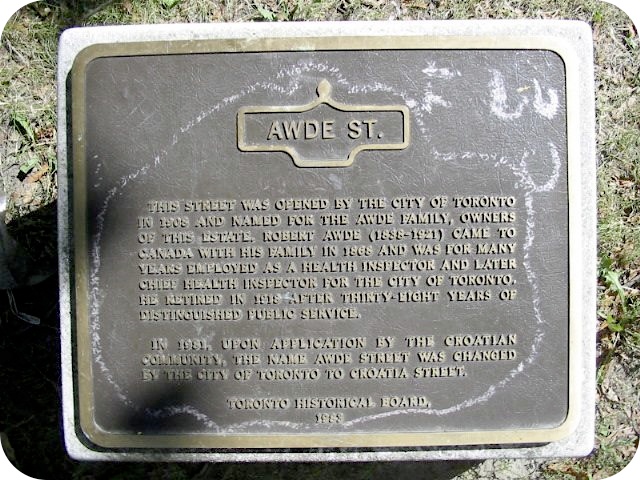 AWDE ST.
THIS STREET WAS OPENED BY THE CITY OF TORONTO
IN 1908 AND NAMED FOR THE AWDE FAMILY, OWNERS
OF THIS ESTATE. ROBERT AWDE (1838-1921) CAME TO
CANADA WITH HIS FAMILY IN 1868 AND WAS FOR MANY
YEARS EMPLOYED AS A HEALTH INSPECTOR AND LATER
CHIEF HEALTH INSPECTOR FOR THE CITY OF TORONTO.
HE RETIRED IN 1918 AFTER THIRTY-EIGHT YEARS OF
DISTINGUISHED PUBLIC SERVICE.
IN 1981, UPON APPLICATION BY THE CROATIAN
COMMUNITY, THE NAME AWDE STREET WAS CHANGED
BY THE CITY OF TORONTO TO CROATIA STREET.
TORONTO HISTORICAL BOARD,
1983